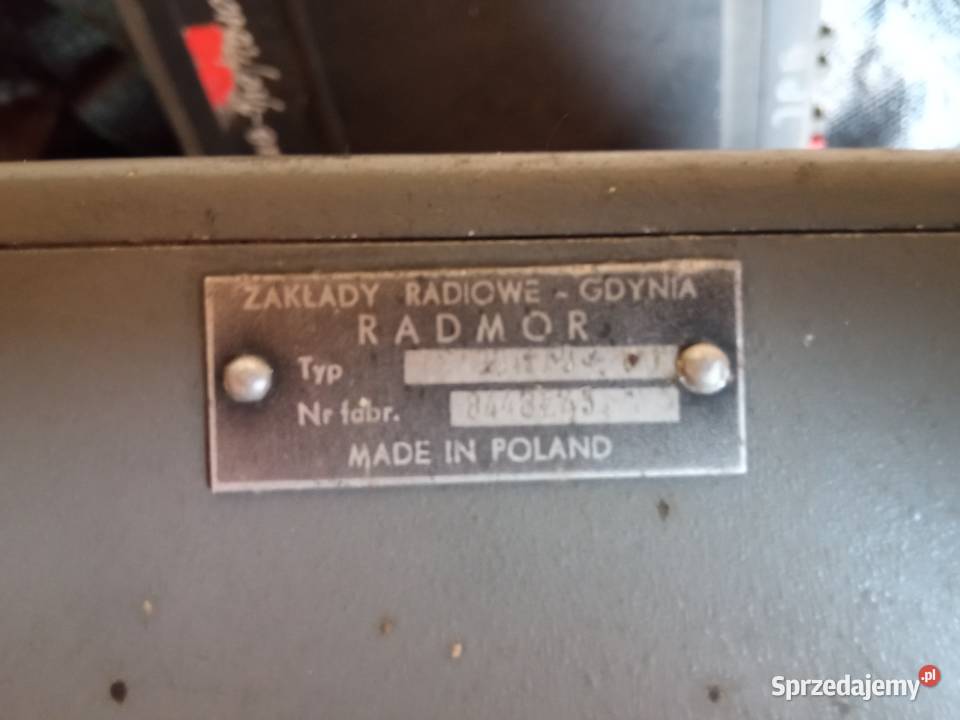 ZAKŁADY RADIOWE - GDYNIA
RADMOR
Typ
Nr fabr.
MADE IN POLAND
Sprzedajemy.pl